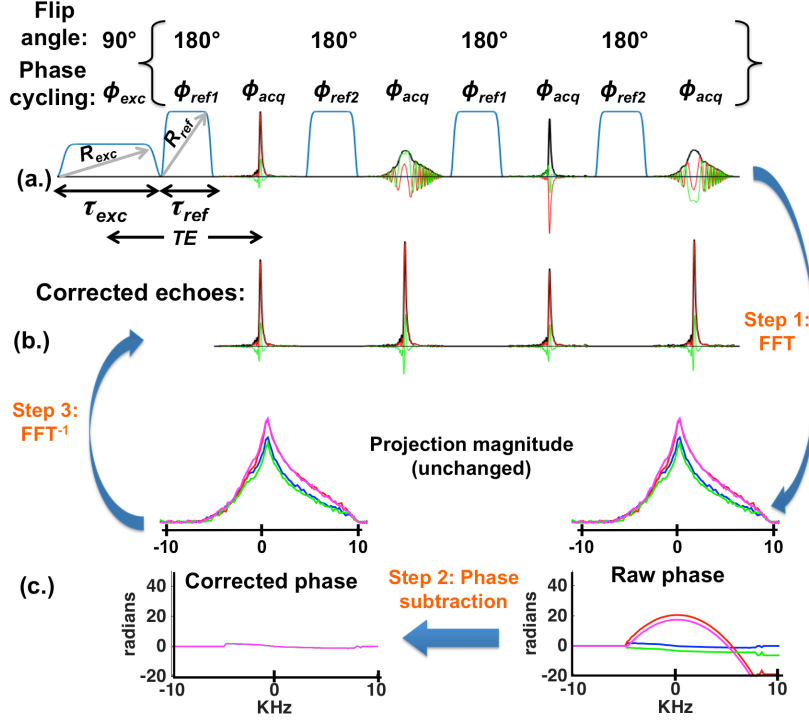 Flip
angle: 90° 180° 180° 180° 180°
Phase
cycling: ϕexc ϕref1 ϕacq ϕref2 ϕacq ϕref1 ϕacq ϕref2 ϕacq
Rexc Rref
(a.)
τexc τref
TE
Corrected echoes:
Step 1:
FFT
(b.)
Step 3:
FFT-1
Projection magnitude
(unchanged)
-10 0 10 -10 0 10
(c.)
Corrected phase
Step 2: Phase
subtraction
Raw phase
radians
40
20
0
-20
-10 0 10
KHz
radians
40
20
0
-20
-10 0 10
KHz